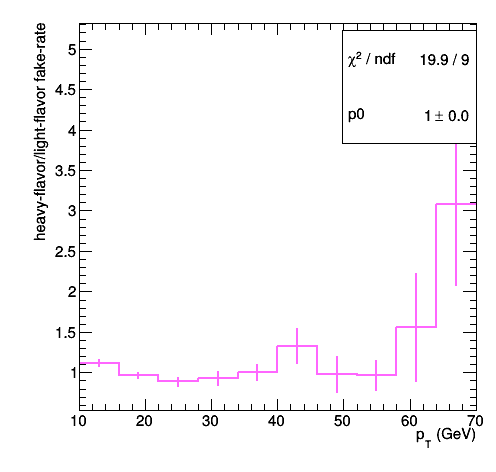 heavy-flavor/light-flavor fake-rate
χ² / ndf 19.9 / 9
p0 1 ± 0.0
5
4.5
4
3.5
3
2.5
2
1.5
1
10 20 30 40 50 60 70
p_T (GeV)